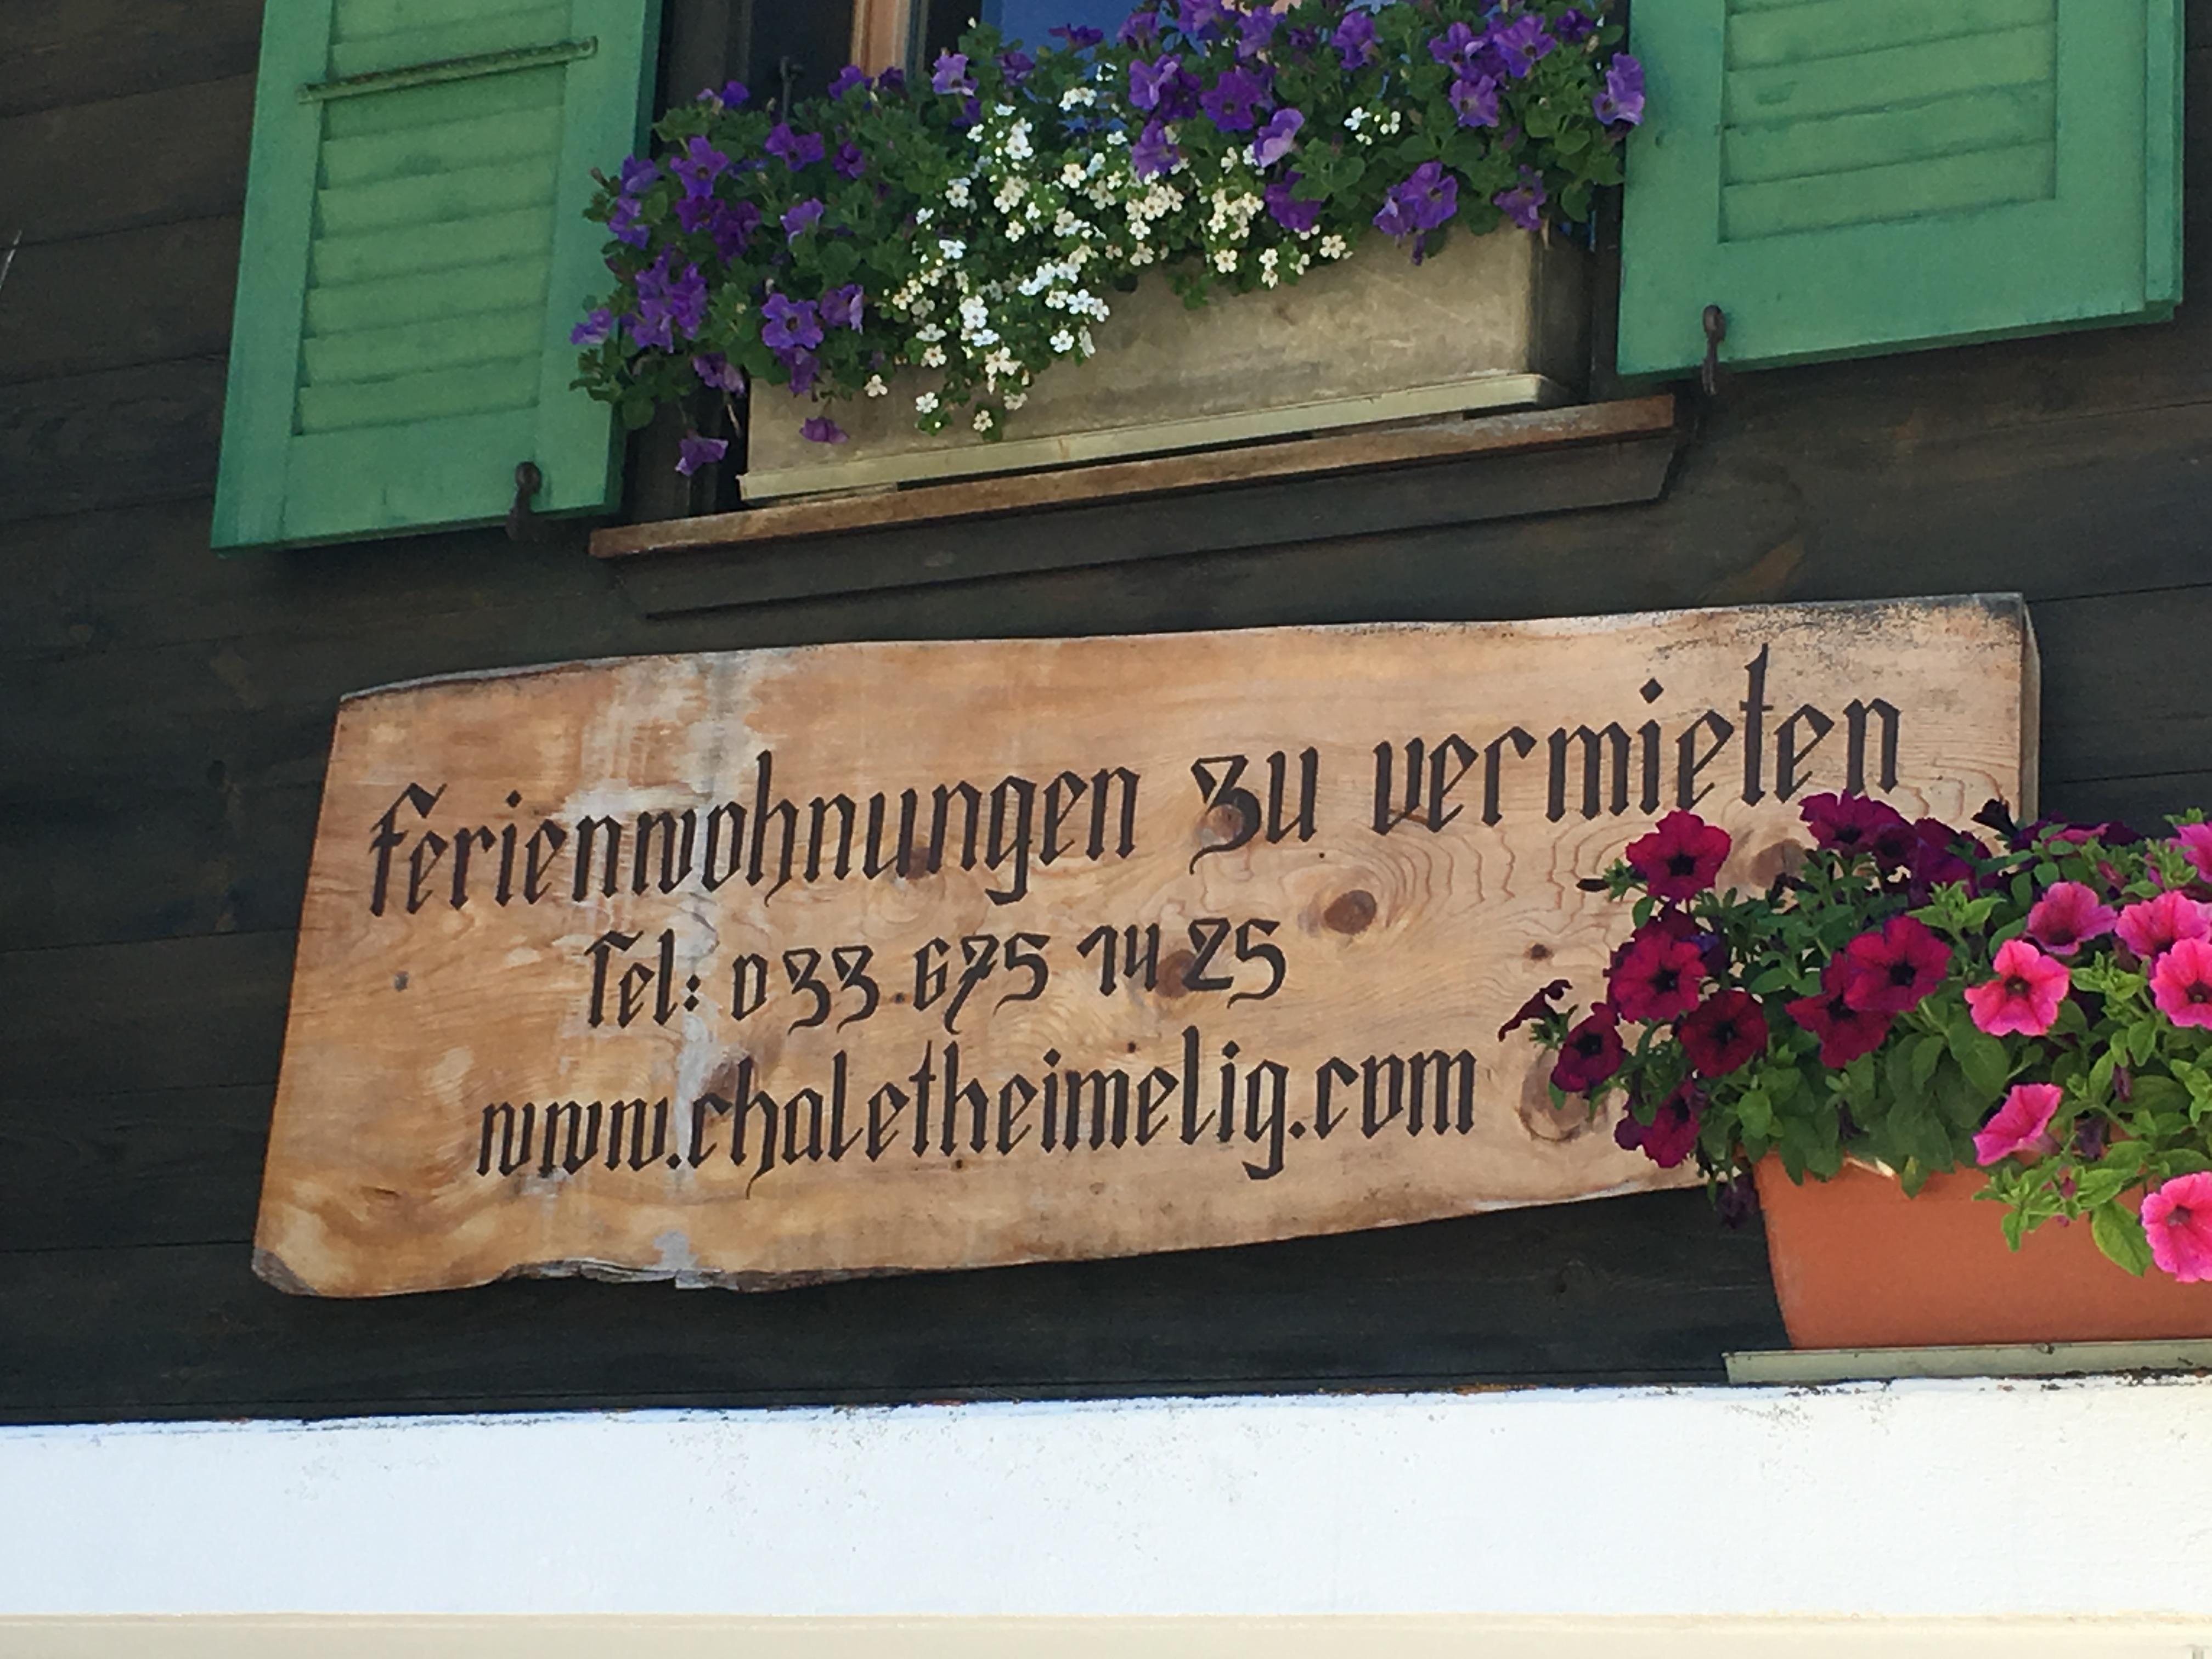 Ferienwohnungen zu vermieten
Tel: 033 675 14 25
www.chaletheimelig.com